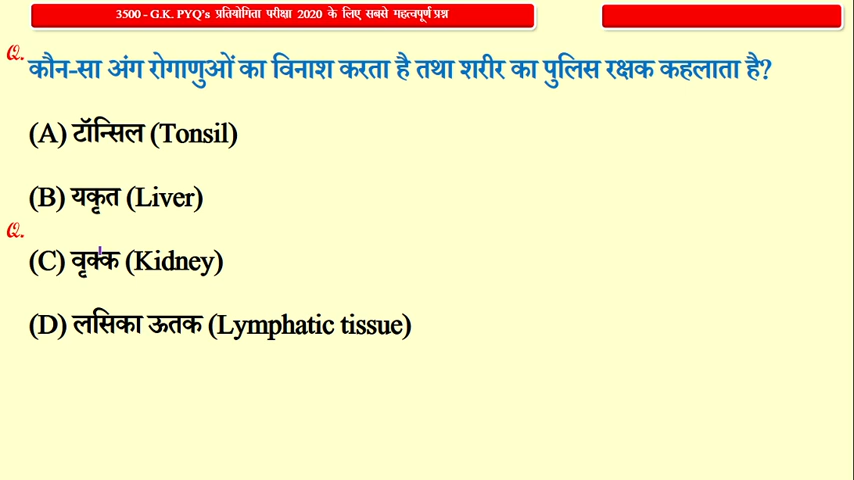 3500 - G.K. PYQ's प्रतियोगिता परीक्षा 2020 के लिए सबसे महत्वपूर्ण प्रश्न
Q. कौन-सा अंग रोगाणुओं का विनाश करता है तथा शरीर का पुलिस रक्षक कहलाता है?
(A) टॉन्सिल (Tonsil)
(B) यकृत (Liver)
Q.
(C) वृक्क (Kidney)
(D) लसिका ऊतक (Lymphatic tissue)